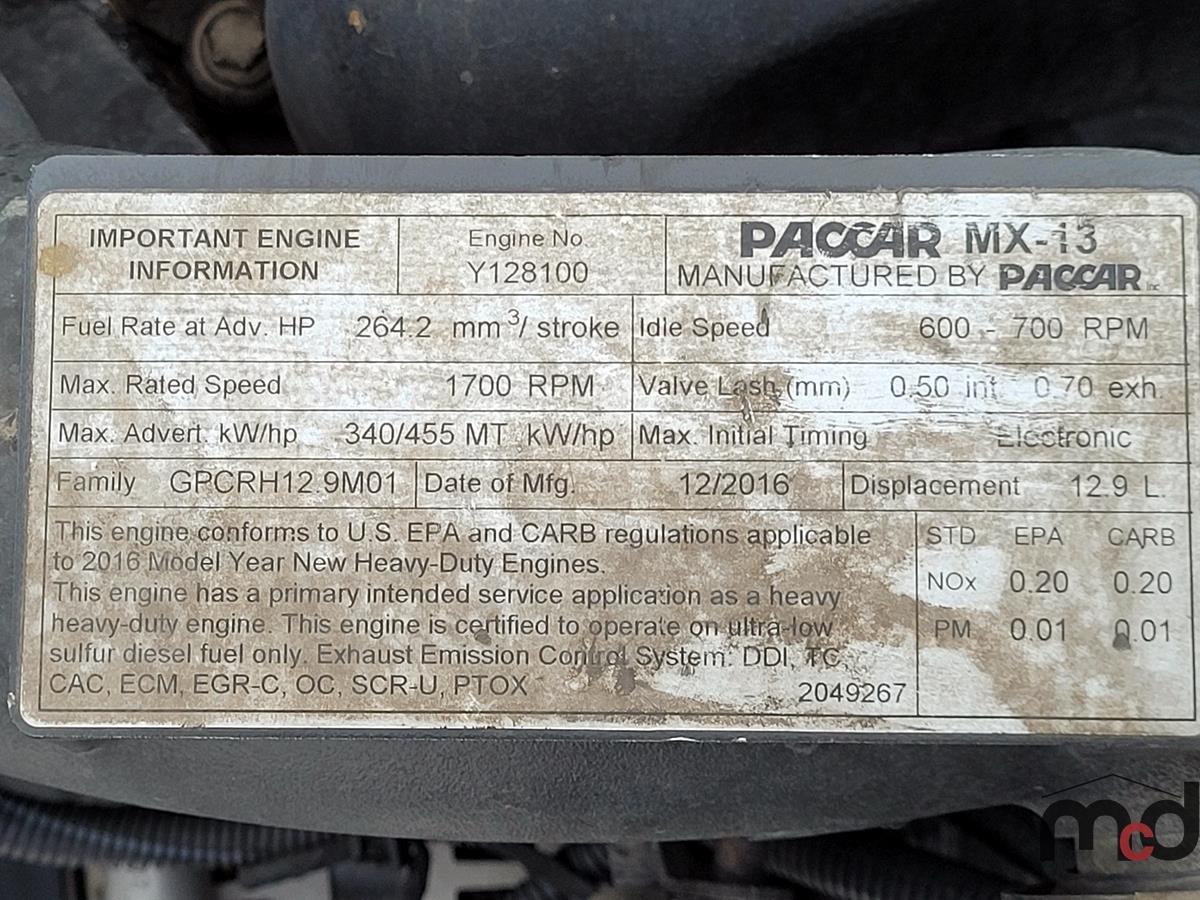 IMPORTANT ENGINE
INFORMATION
Engine No.
Y128100
PACCAR MX-13
MANUFACTURED BY PACCAR Inc
Fuel Rate at Adv. HP 264.2 mm³/ stroke
Idle Speed 600 - 700 RPM
Max. Rated Speed 1700 RPM
Valve Lash (mm) 0.50 int 0.70 exh
Max. Advert. kW/hp 340/455 MT kW/hp
Max. Initial Timing Electronic
Family GPCRH12.9M01
Date of Mfg. 12/2016
Displacement 12.9 L.
This engine conforms to U.S. EPA and CARB regulations applicable
to 2016 Model Year New Heavy-Duty Engines.
This engine has a primary intended service application as a heavy
heavy-duty engine. This engine is certified to operate on ultra-low
sulfur diesel fuel only. Exhaust Emission Control System: DDI, TC,
CAC, ECM, EGR-C, OC, SCR-U, PTOX
2049267
STD EPA CARB
NOx 0.20 0.20
PM 0.01 0.01
mcd